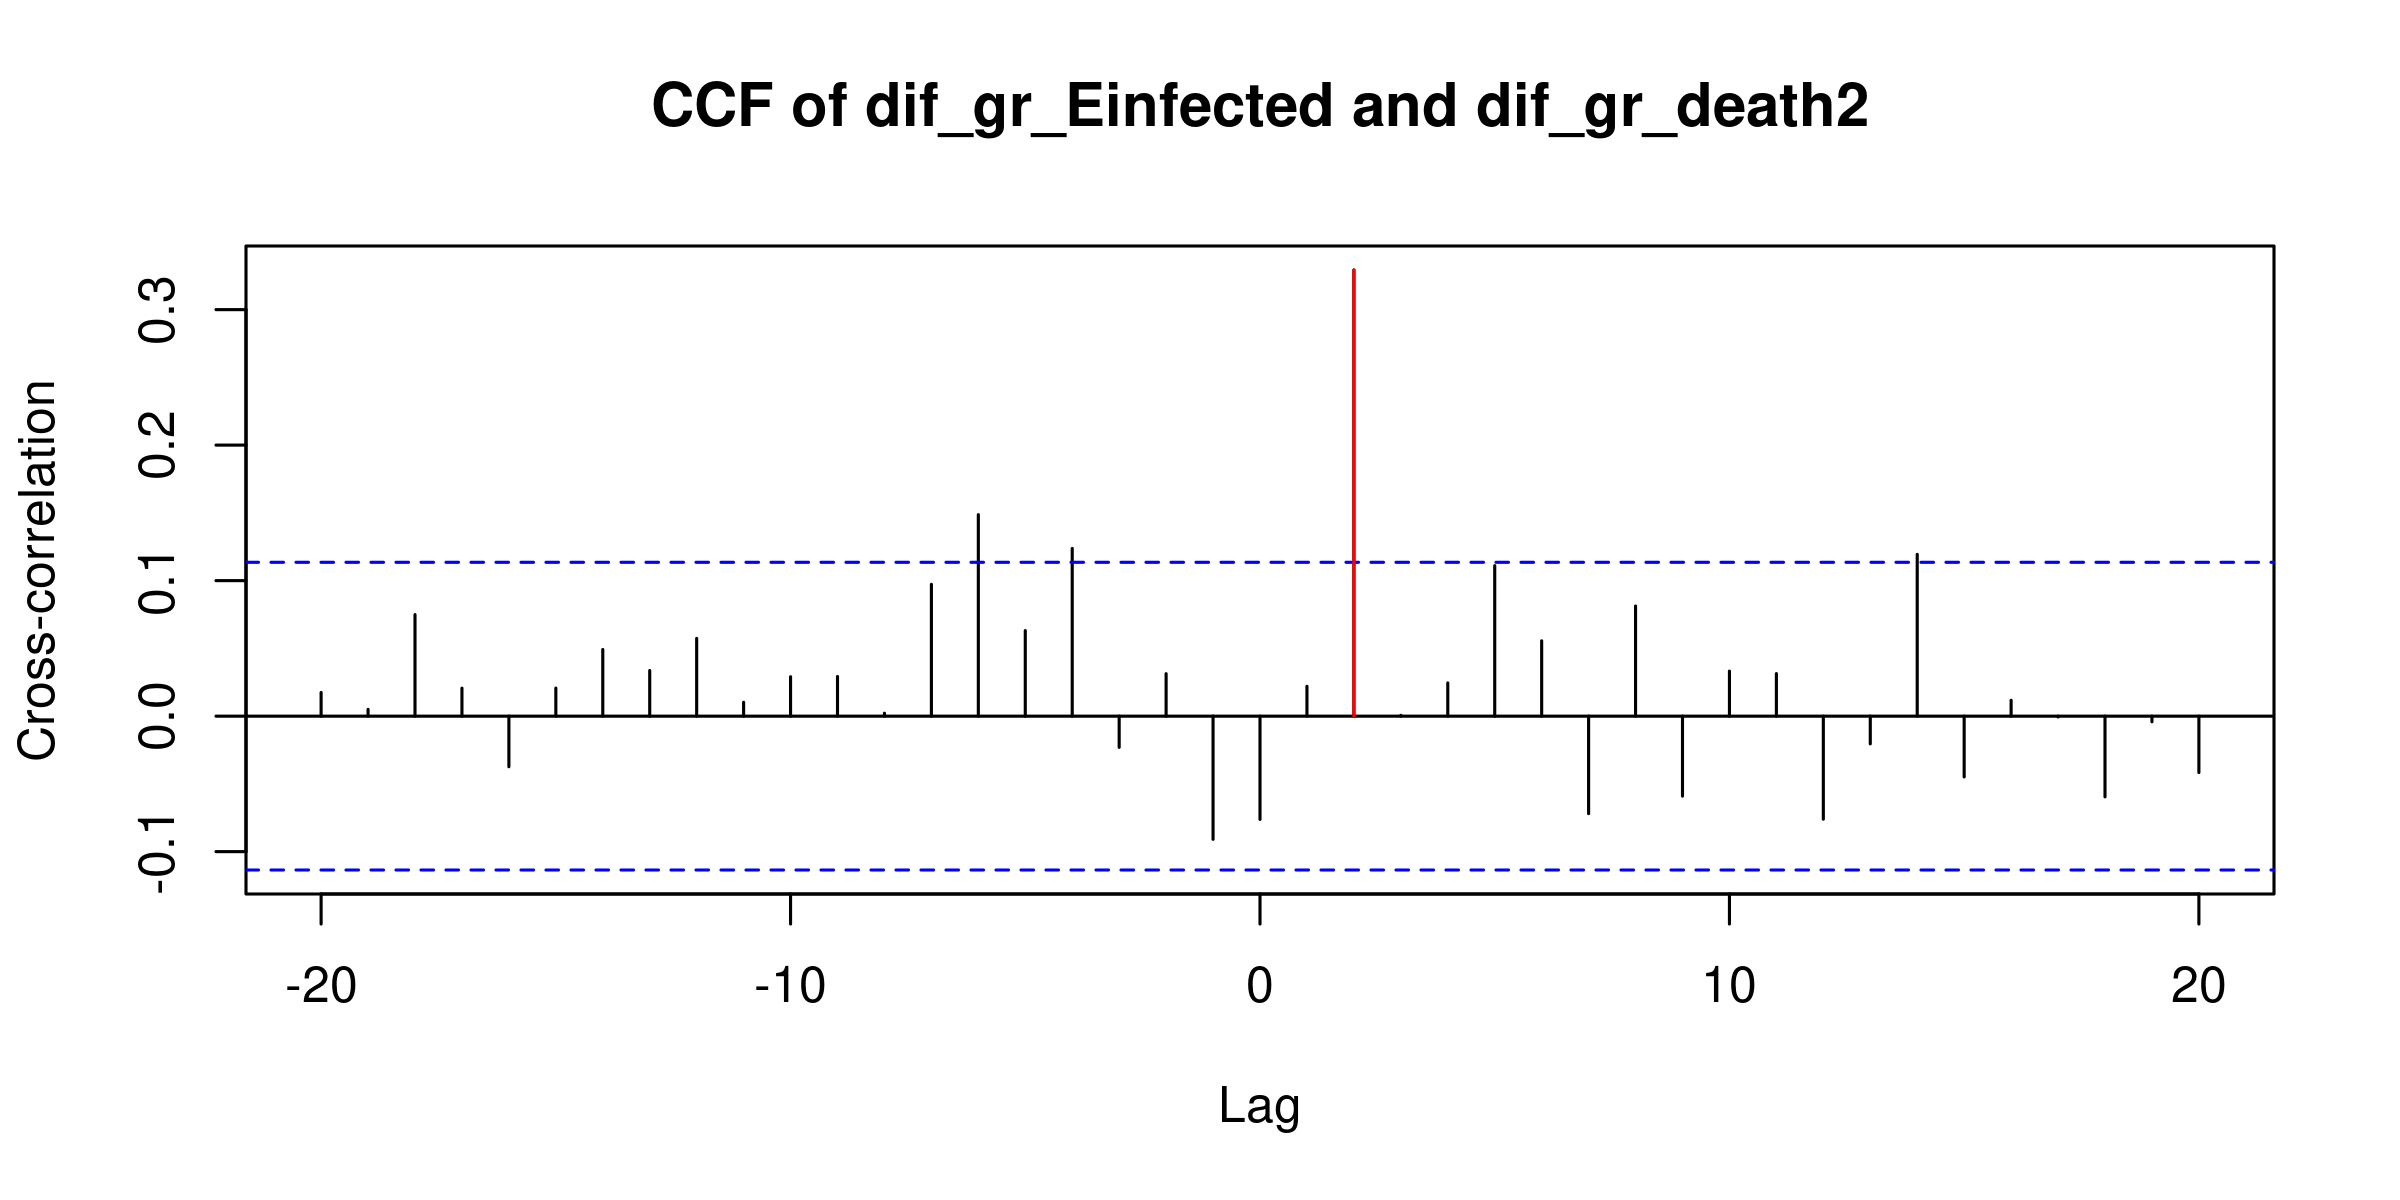 CCF of dif_gr_Einfected and dif_gr_death2
Cross-correlation
0.3
0.2
0.1
0.0
-0.1
-20 -10 0 10 20
Lag